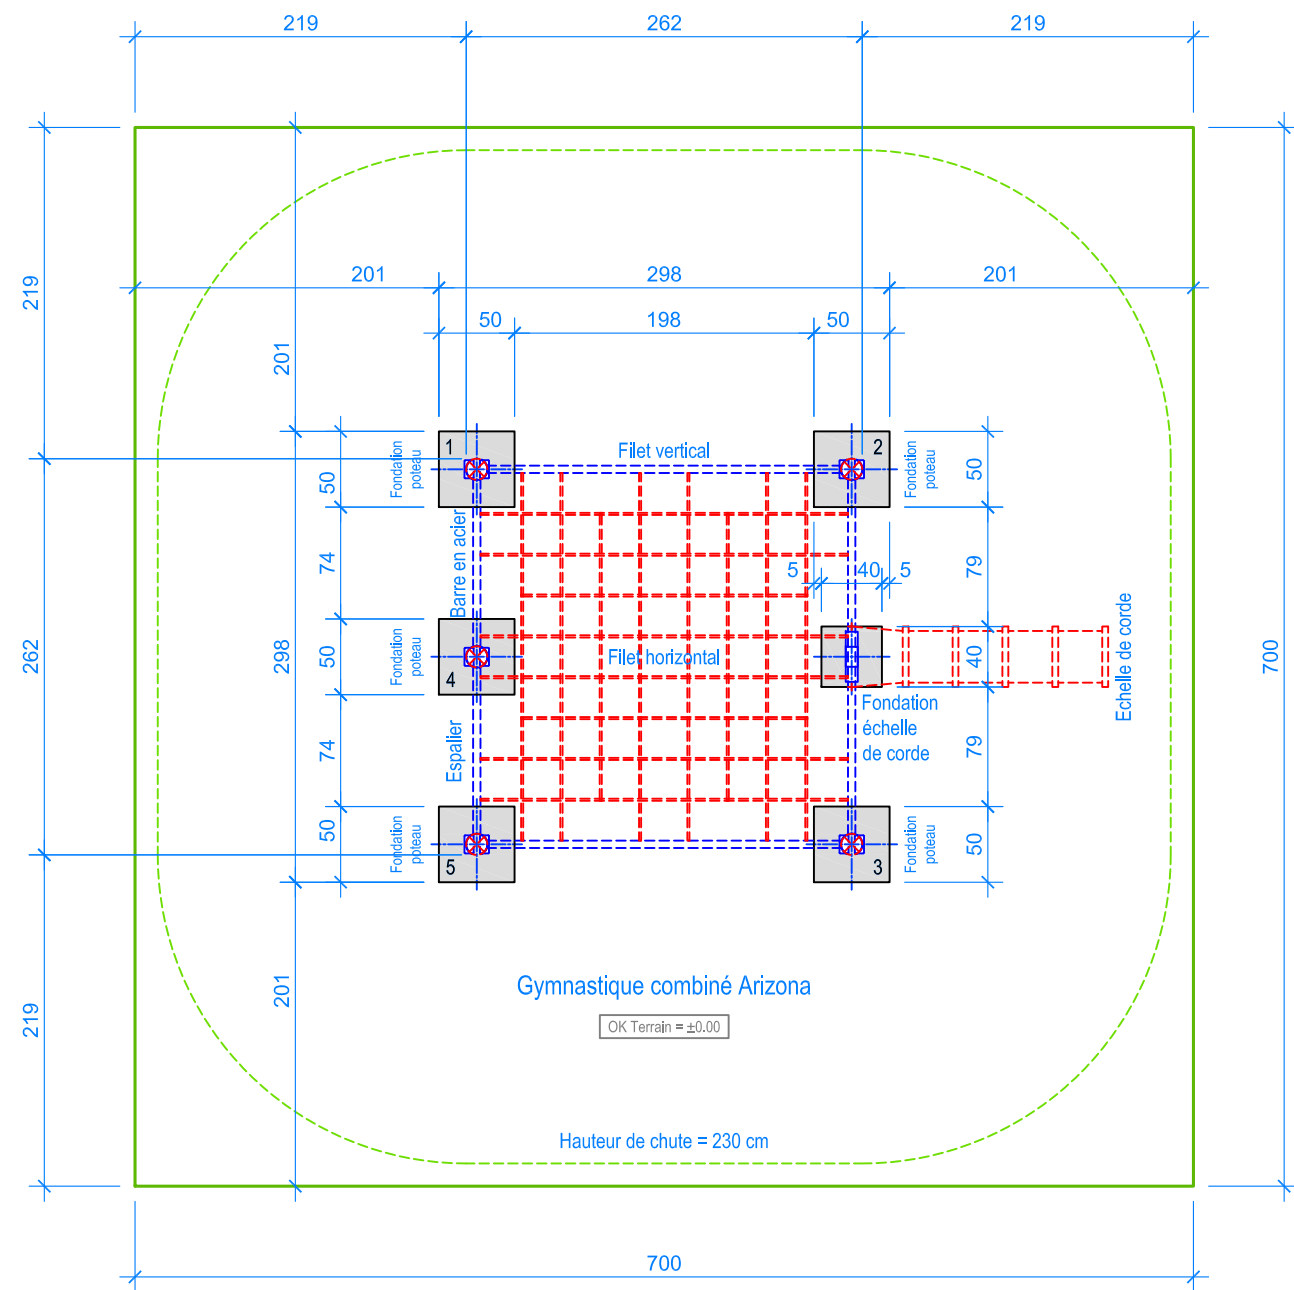 219
262
219
201
298
201
50
198
50
219
201
50
Fondation
poteau
1
Filet vertical
2
Fondation
poteau
50
74
Barre en acier
5
40
5
79
262
298
50
Fondation
poteau
4
Filet horizontal
40
Echelle de corde
700
74
Espalier
Fondation
échelle
de corde
79
50
Fondation
poteau
5
3
Fondation
poteau
50
219
201
Gymnastique combiné Arizona
OK Terrain = ±0.00
Hauteur de chute = 230 cm
700